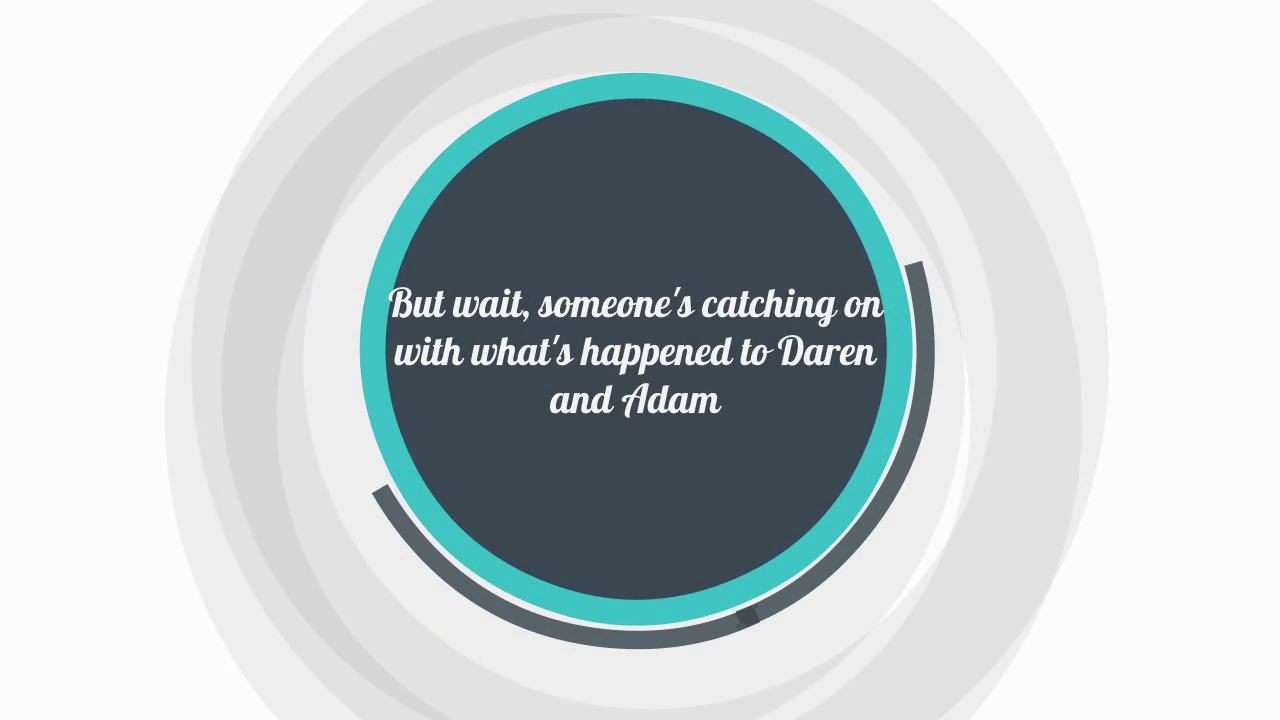 But wait, someone's catching on
with what's happened to Daren
and Adam